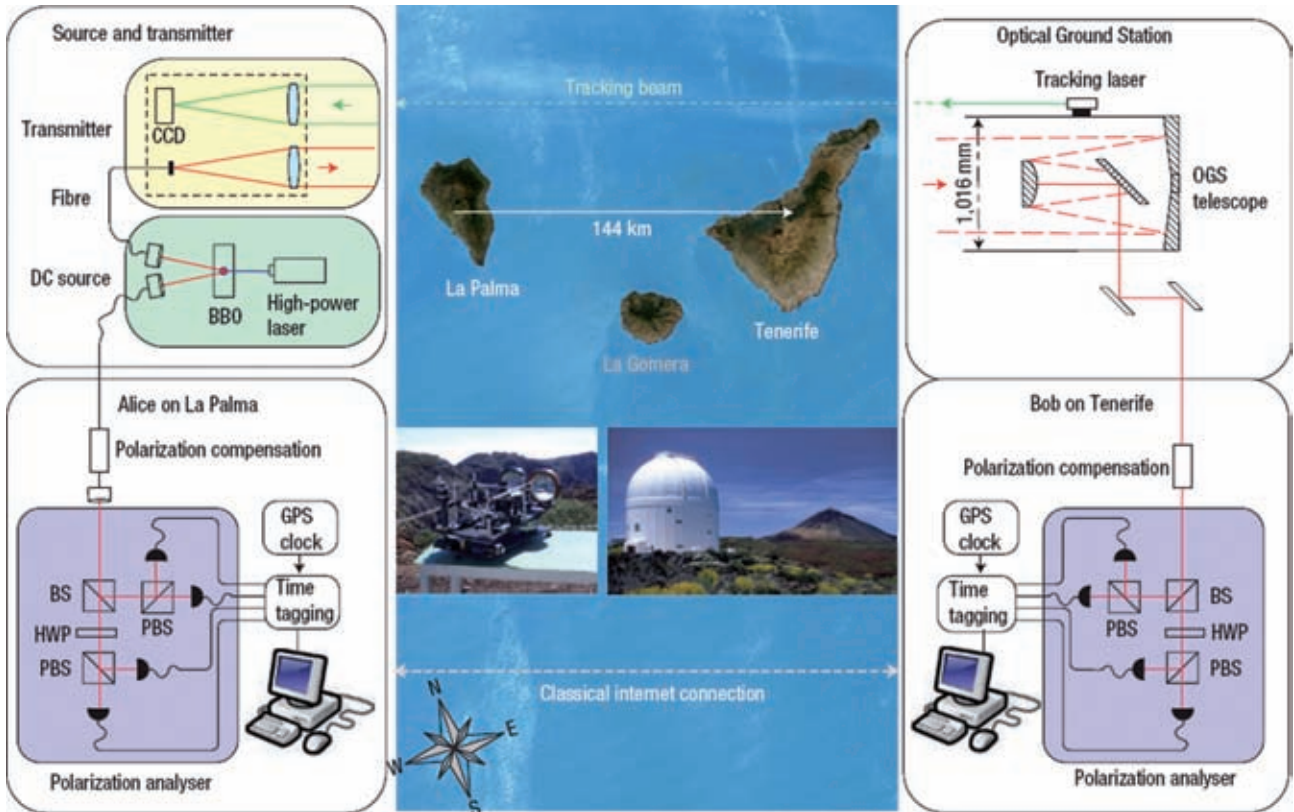 Source and transmitter
Transmitter
CCD
Fibre
DC source
BBO
High-power
laser
Alice on La Palma
Polarization compensation
GPS
clock
Time
tagging
BS
PBS
HWP
PBS
Polarization analyser
Tracking beam
144 km
La Palma
Tenerife
La Gomera
Classical internet connection
N
E
W
S
Optical Ground Station
Tracking laser
1,016 mm
OGS
telescope
Bob on Tenerife
Polarization compensation
GPS
clock
Time
tagging
BS
PBS
HWP
PBS
Polarization analyser